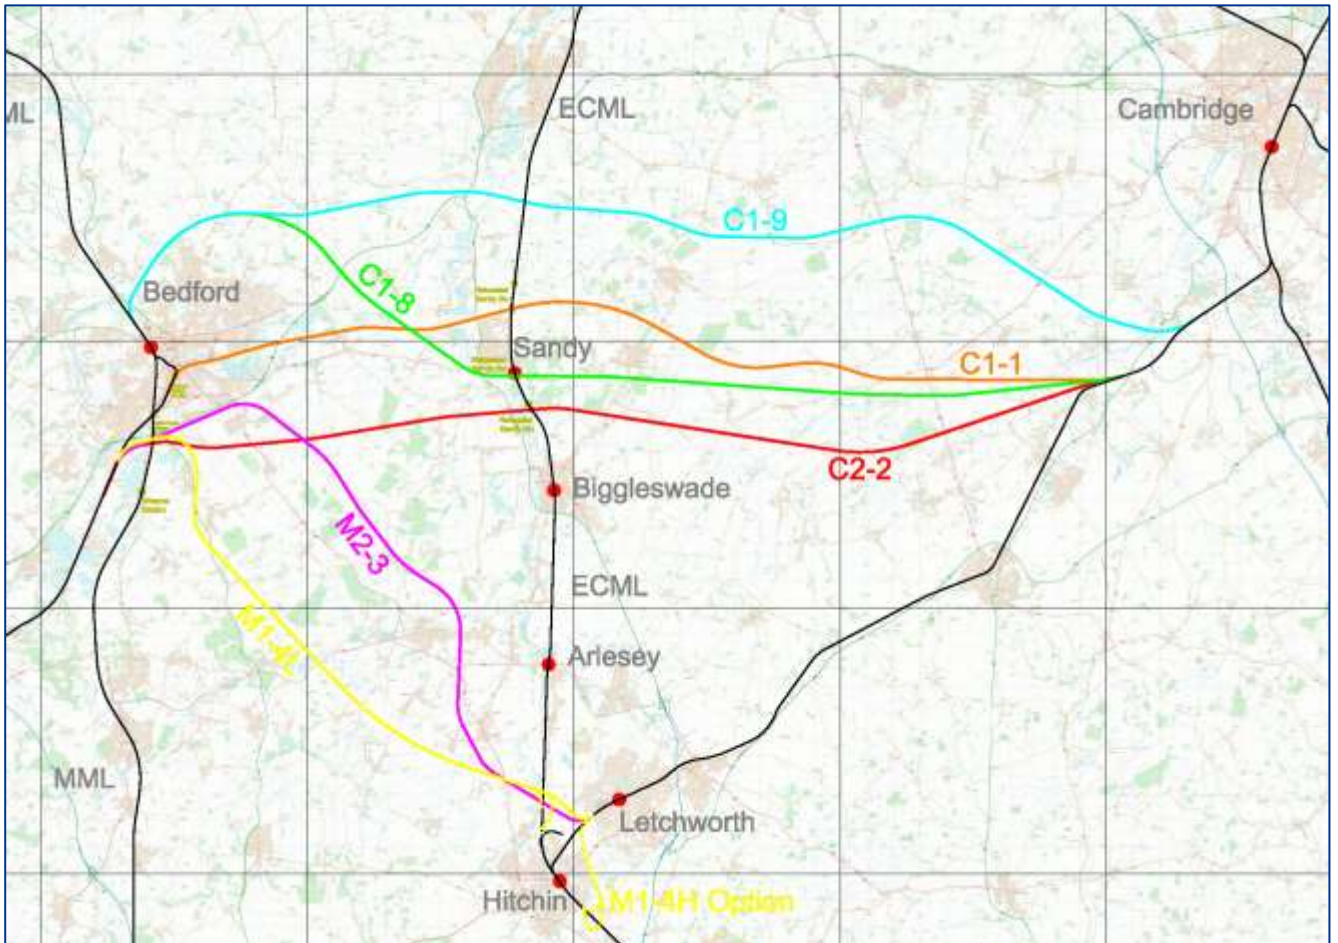 ECML
ML
Cambridge
C1-9
C1-8
Bedford
Sandy
C1-1
C2-2
Biggleswade
M2-3
ECML
M1-4L
Arlesey
MML
Letchworth
Hitchin
M1-4H Option